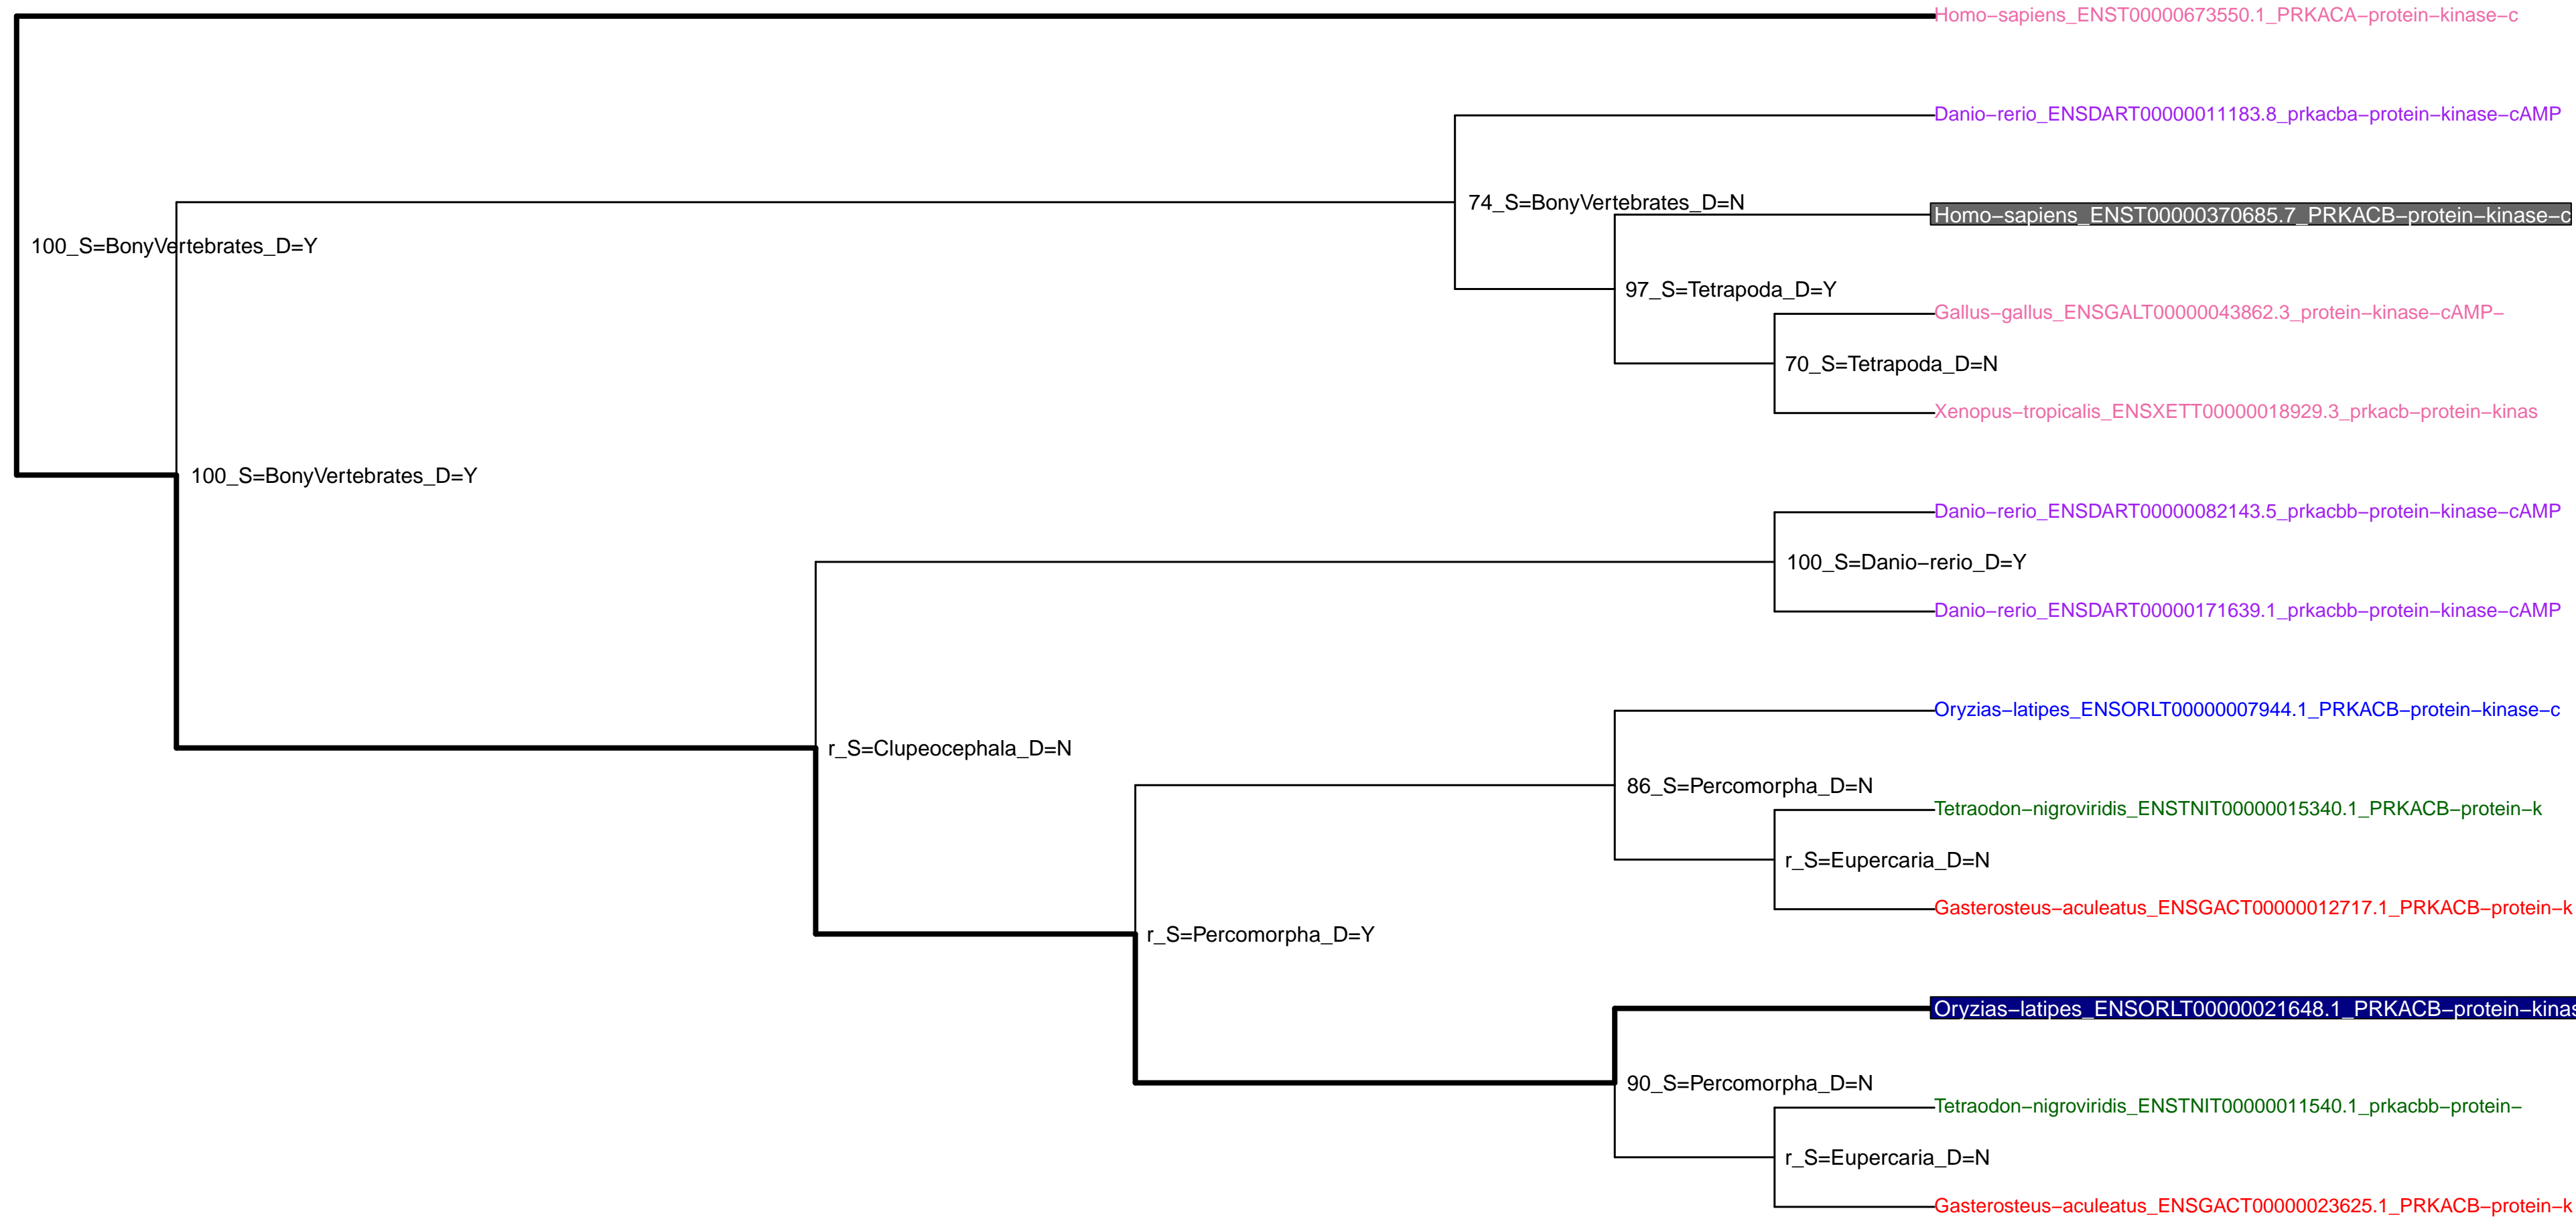 Homo−sapiens_ENST00000673550.1_PRKACA−protein−kinase−c
Danio−rerio_ENSDART00000011183.8_prkacba−protein−kinase−cAMP
74_S=BonyVertebrates_D=N
Homo−sapiens_ENST00000370685.7_PRKACB−protein−kinase−c
100_S=BonyVertebrates_D=Y
97_S=Tetrapoda_D=Y
Gallus−gallus_ENSGALT00000043862.3_protein−kinase−cAMP−
70_S=Tetrapoda_D=N
Xenopus−tropicalis_ENSXETT00000018929.3_prkacb−protein−kinas
100_S=BonyVertebrates_D=Y
Danio−rerio_ENSDART00000082143.5_prkacbb−protein−kinase−cAMP
100_S=Danio−rerio_D=Y
Danio−rerio_ENSDART00000171639.1_prkacbb−protein−kinase−cAMP
Oryzias−latipes_ENSORLT00000007944.1_PRKACB−protein−kinase−c
r_S=Clupeocephala_D=N
86_S=Percomorpha_D=N
Tetraodon−nigroviridis_ENSTNIT00000015340.1_PRKACB−protein−k
r_S=Eupercaria_D=N
Gasterosteus−aculeatus_ENSGACT00000012717.1_PRKACB−protein−k
r_S=Percomorpha_D=Y
Oryzias−latipes_ENSORLT00000021648.1_PRKACB−protein−kinas
90_S=Percomorpha_D=N
Tetraodon−nigroviridis_ENSTNIT00000011540.1_prkacbb−protein−
r_S=Eupercaria_D=N
Gasterosteus−aculeatus_ENSGACT00000023625.1_PRKACB−protein−k